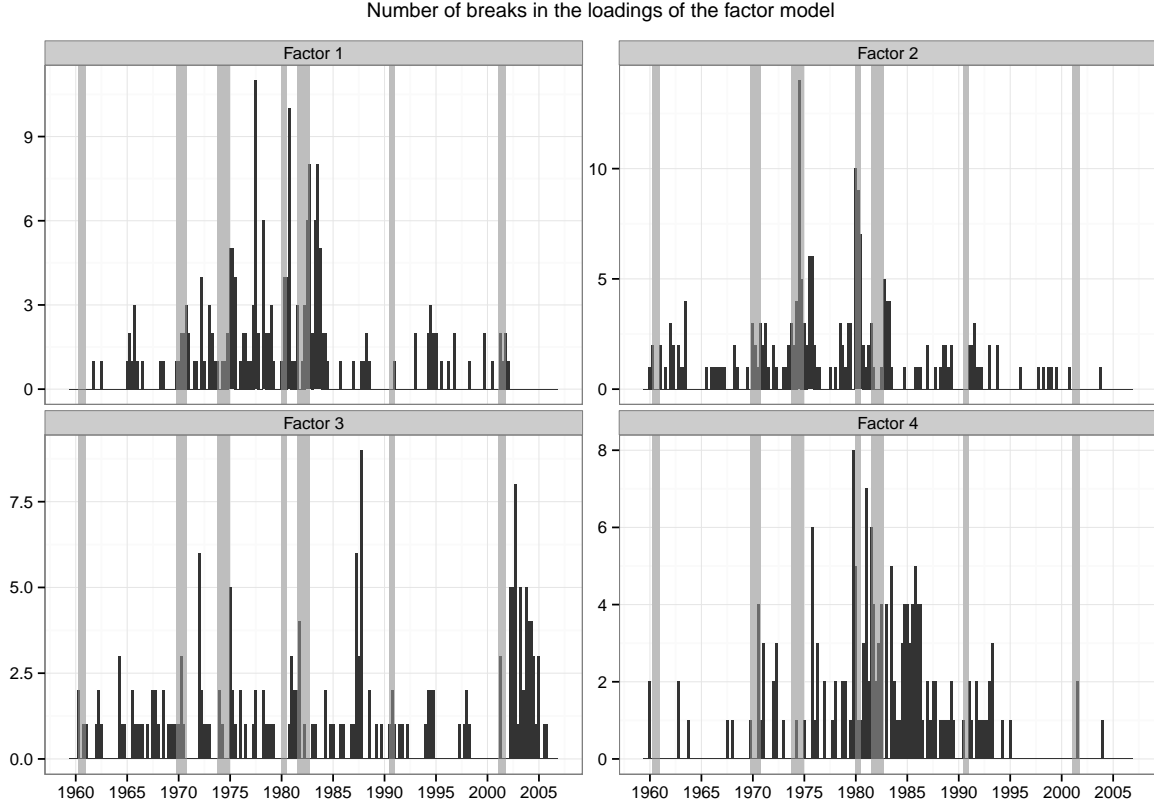 Number of breaks in the loadings of the factor model
Factor 1
Factor 2
9
6
3
0
10
5
0
Factor 3
Factor 4
7.5
5.0
2.5
0.0
8
6
4
2
0
1960 1965 1970 1975 1980 1985 1990 1995 2000 2005
1960 1965 1970 1975 1980 1985 1990 1995 2000 2005